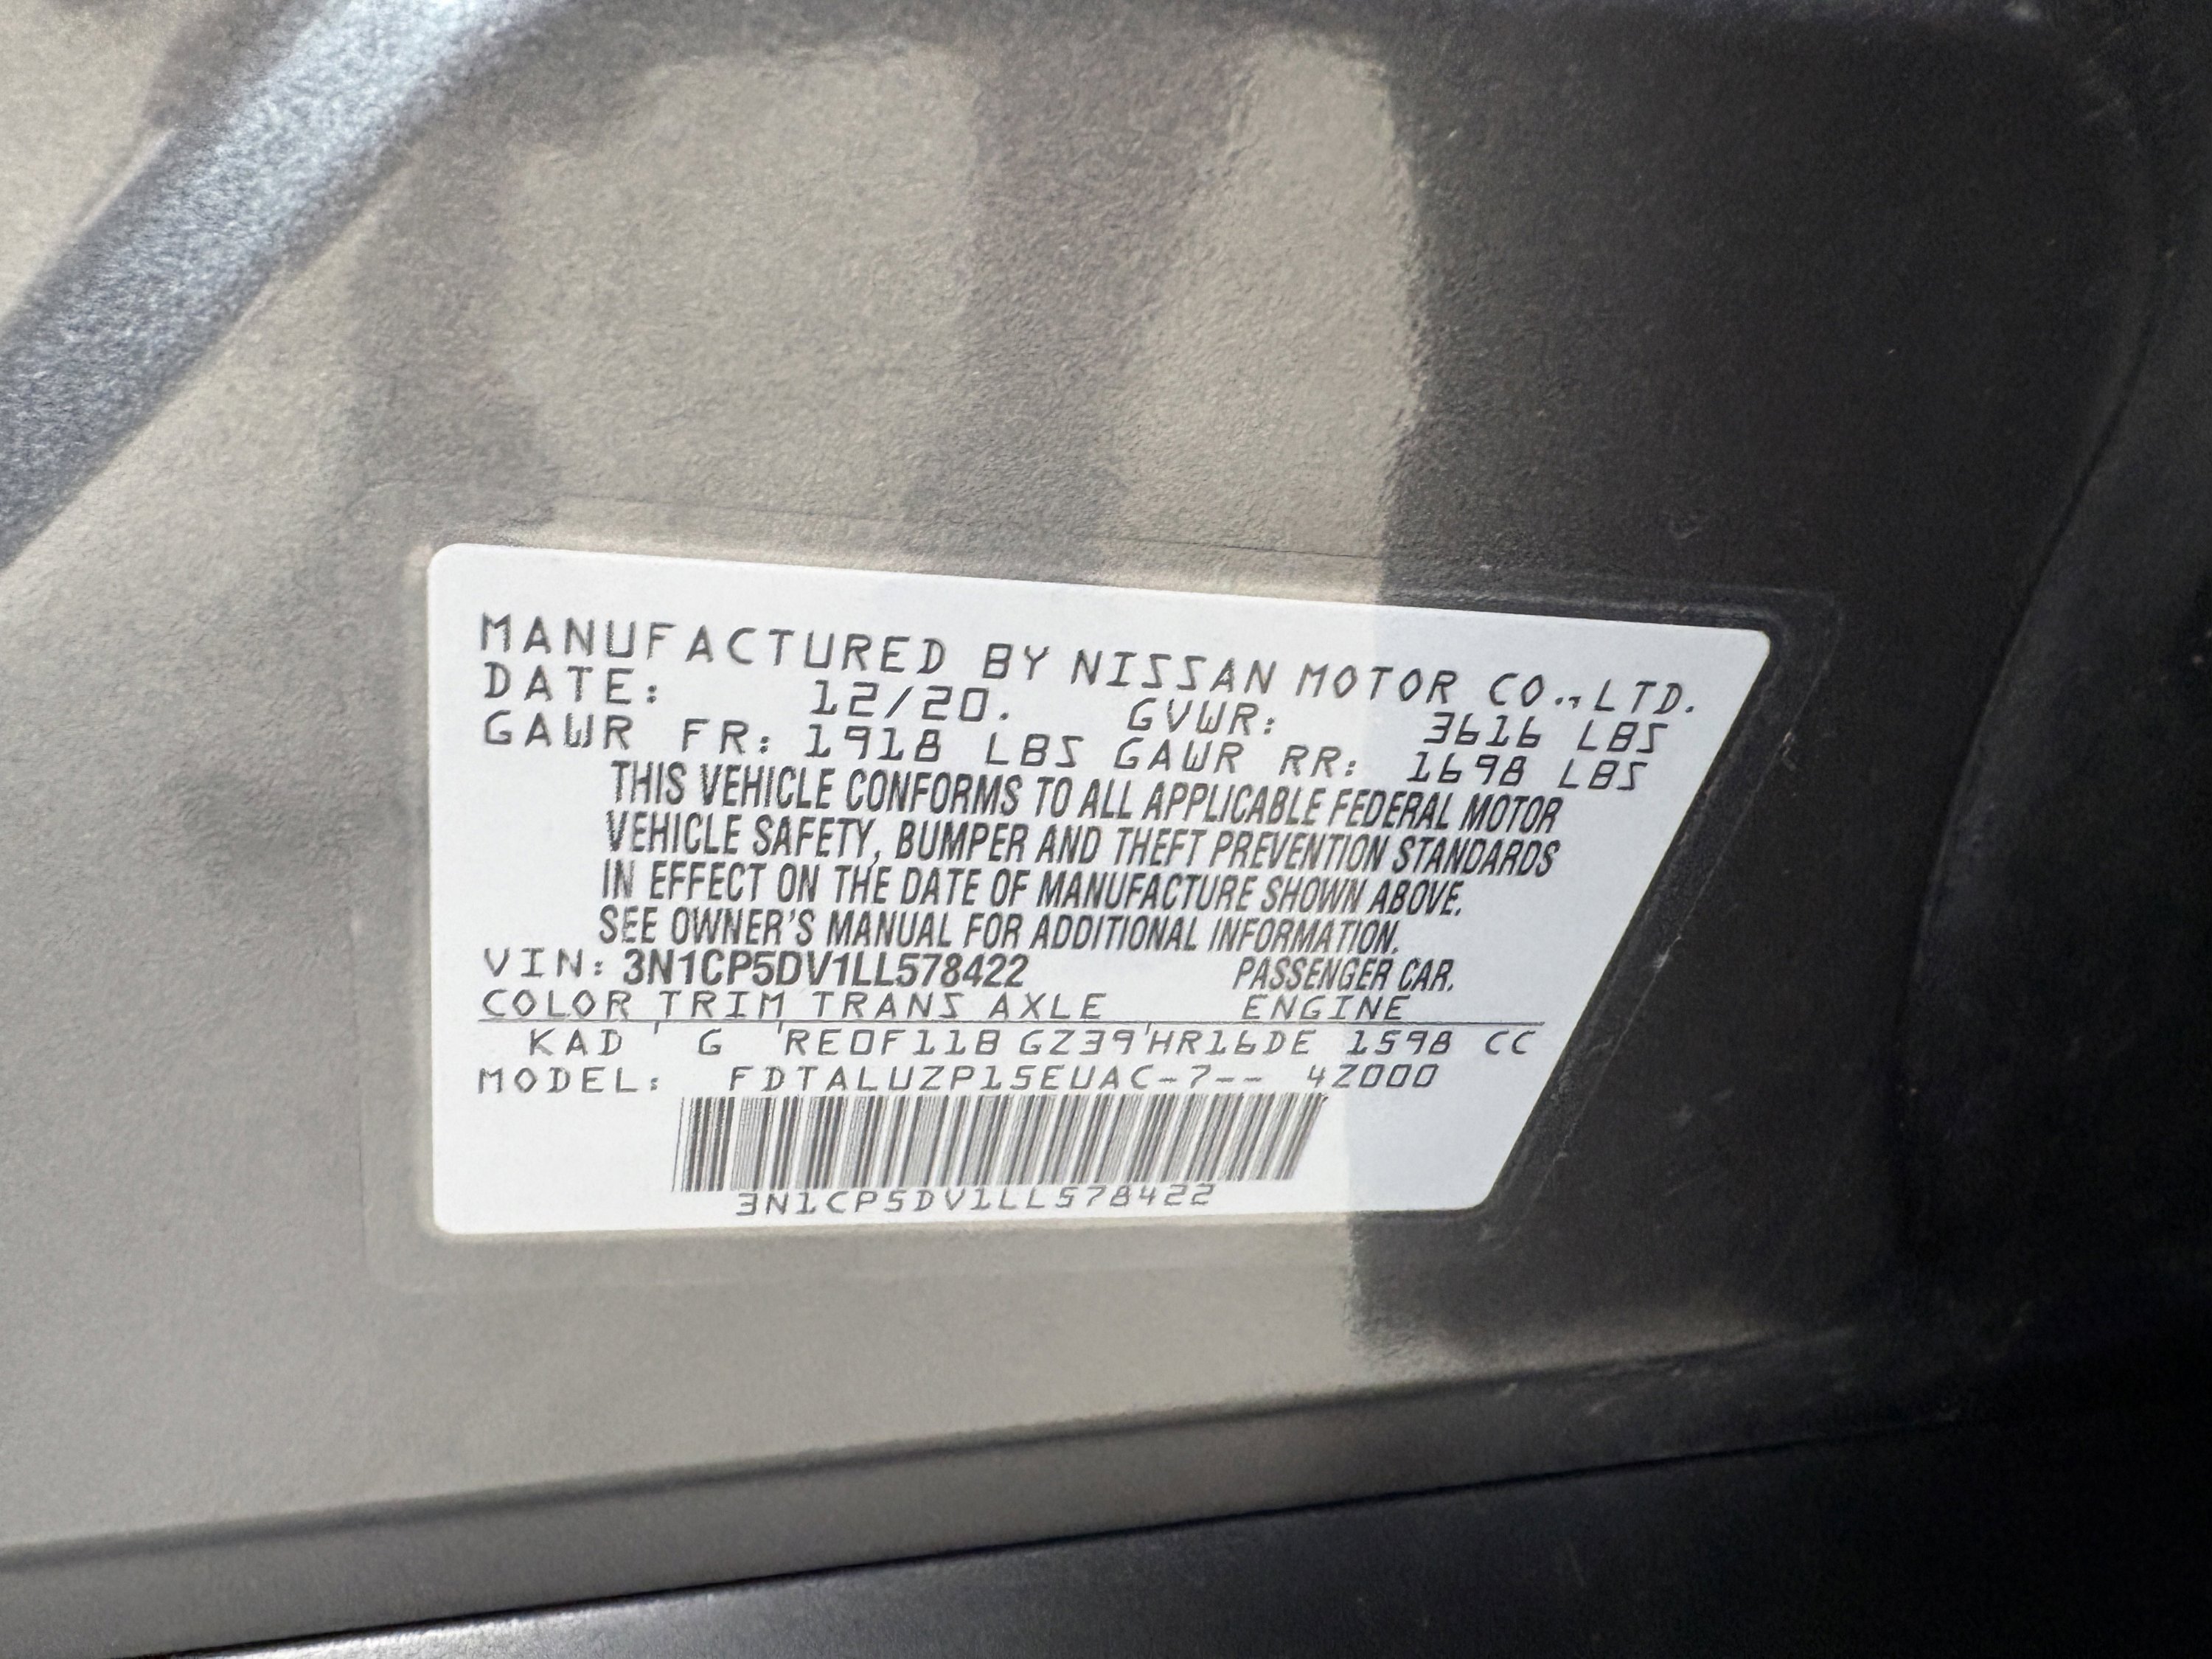 MANUFACTURED BY NISSAN MOTOR CO.,LTD.
DATE: 12/20. GVWR: 3616 LBS
GAWR FR: 1918 LBS GAWR RR: 1698 LBS
THIS VEHICLE CONFORMS TO ALL APPLICABLE FEDERAL MOTOR
VEHICLE SAFETY, BUMPER AND THEFT PREVENTION STANDARDS
IN EFFECT ON THE DATE OF MANUFACTURE SHOWN ABOVE.
SEE OWNER'S MANUAL FOR ADDITIONAL INFORMATION.
VIN: 3N1CP5DV1LL578422 PASSENGER CAR.
COLOR TRIM TRANS AXLE ENGINE
KAD G RE0F11B GZ39 HR16DE 1598 CC
MODEL: FDTALUZP15EUAC-7-- 4Z000
3N1CP5DV1LL578422